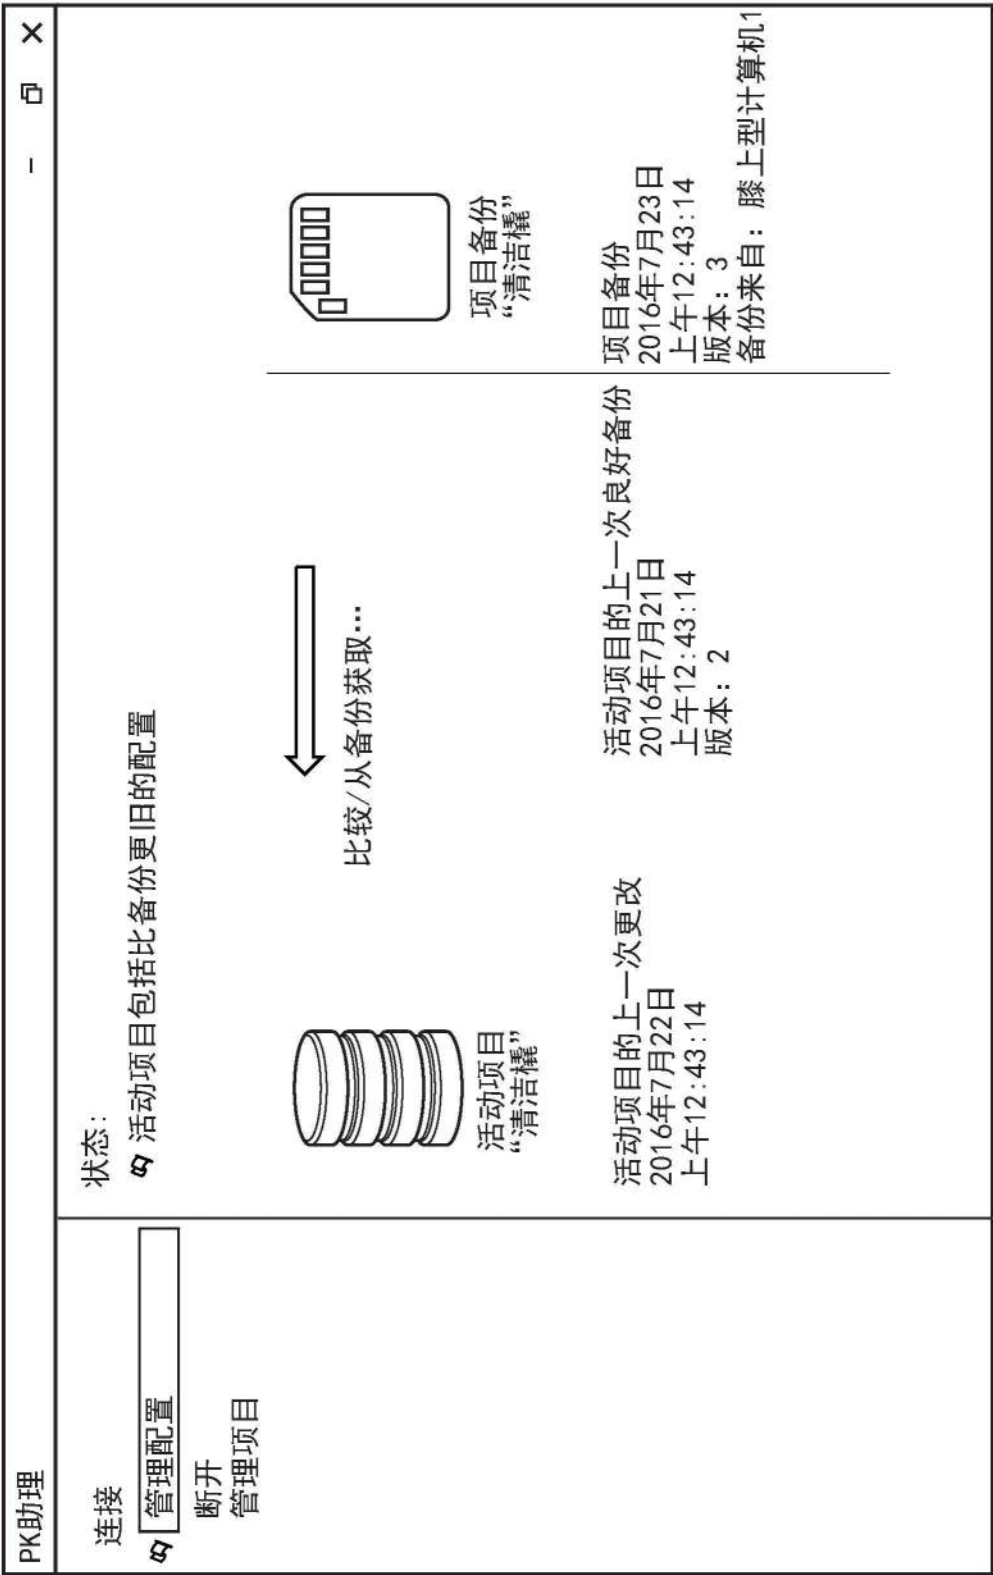 PK助理
连接
管理配置
断开
管理项目
状态:
活动项目包括比备份更旧的配置
比较/从备份获取…
活动项目
“清洁橇”
项目备份
“清洁橇”
活动项目的上一次更改
2016年7月22日
上午12:43:14
活动项目的上一次良好备份
2016年7月21日
上午12:43:14
版本: 2
项目备份
2016年7月23日
上午12:43:14
版本: 3
备份来自: 膝上型计算机1